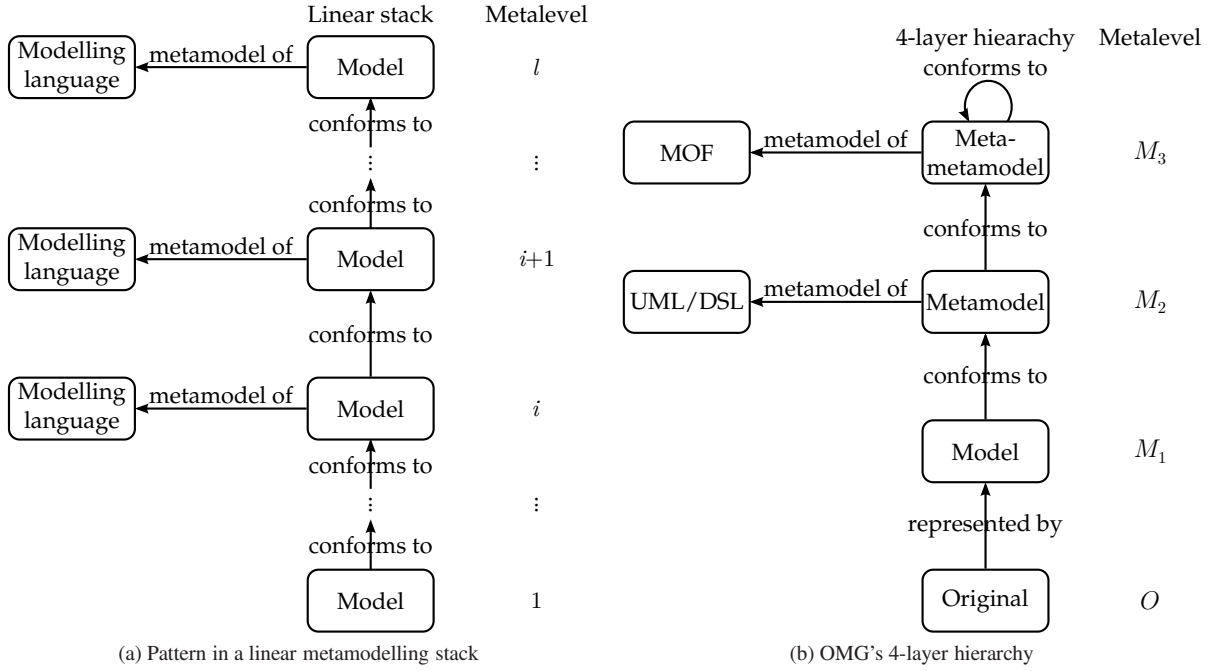 Linear stack Metalevel
Modelling
language
metamodel of
Model
l
conforms to
⋮ ⋮
conforms to
Modelling
language
metamodel of
Model
i+1
conforms to
Modelling
language
metamodel of
Model
i
conforms to
⋮ ⋮
conforms to
Model
1
(a) Pattern in a linear metamodelling stack
4-layer hiearachy Metalevel
conforms to
MOF
metamodel of
Meta-
metamodel
M3
conforms to
UML/DSL
metamodel of
Metamodel
M2
conforms to
Model
M1
represented by
Original
O
(b) OMG's 4-layer hierarchy